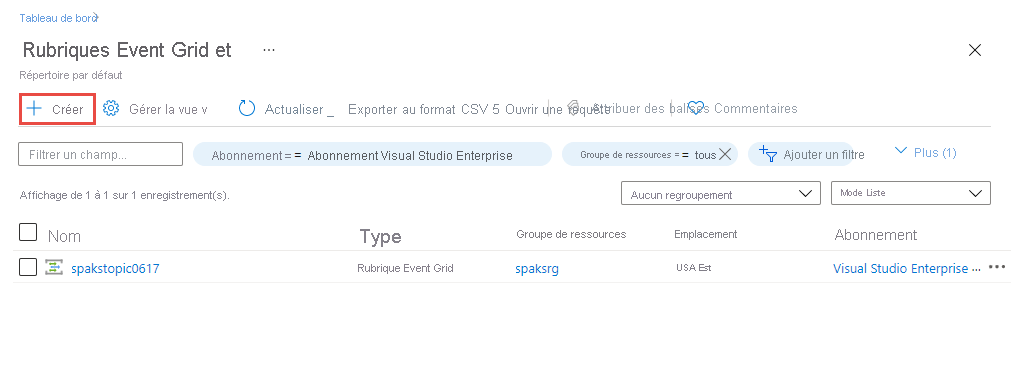 Tableau de bord
Rubriques Event Grid et ...
Répertoire par défaut
Créer Gérer la vue v Actualiser _ Exporter au format CSV 5 Ouvrir une requête Attribuer des balises Commentaires
Filtrer un champ... Abonnement = = Abonnement Visual Studio Enterprise Groupe de ressources = = tous Ajouter un filtre Plus (1)
Affichage de 1 à 1 sur 1 enregistrement(s). Aucun regroupement Mode Liste
Nom Type Groupe de ressources Emplacement Abonnement
spakstopic0617 Rubrique Event Grid spaksrg USA Est Visual Studio Enterprise ...